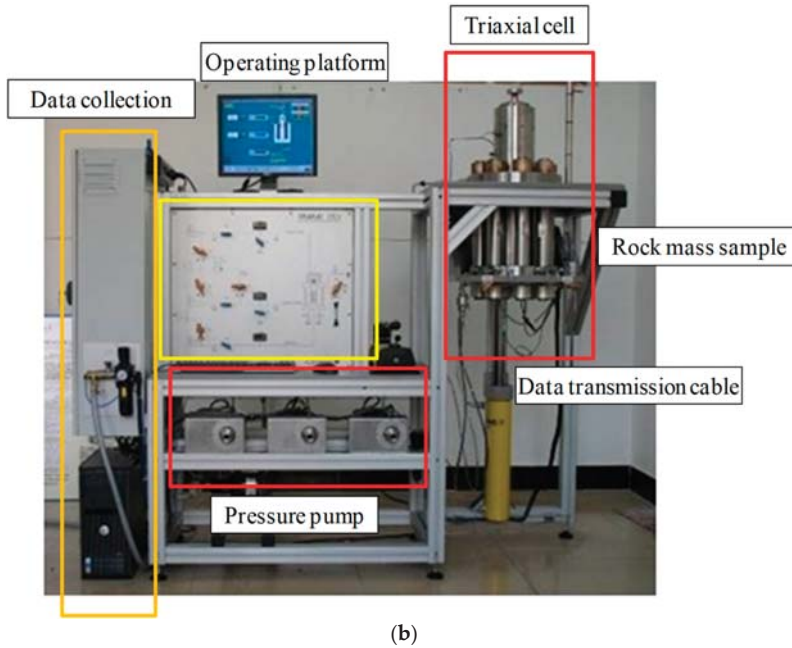 Triaxial cell
Operating platform
Data collection
Rock mass sample
Data transmission cable
Pressure pump
(b)